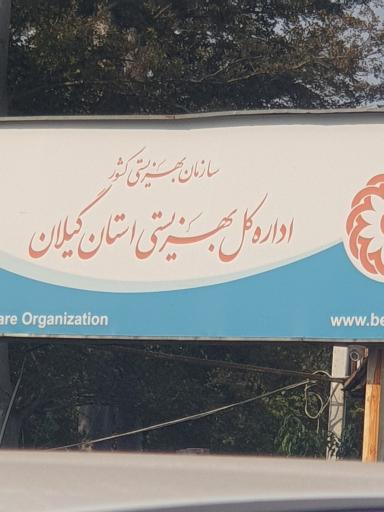 سازمان بهزیستی کشور
اداره کل بهزیستی استان گیلان
are Organization
www.be